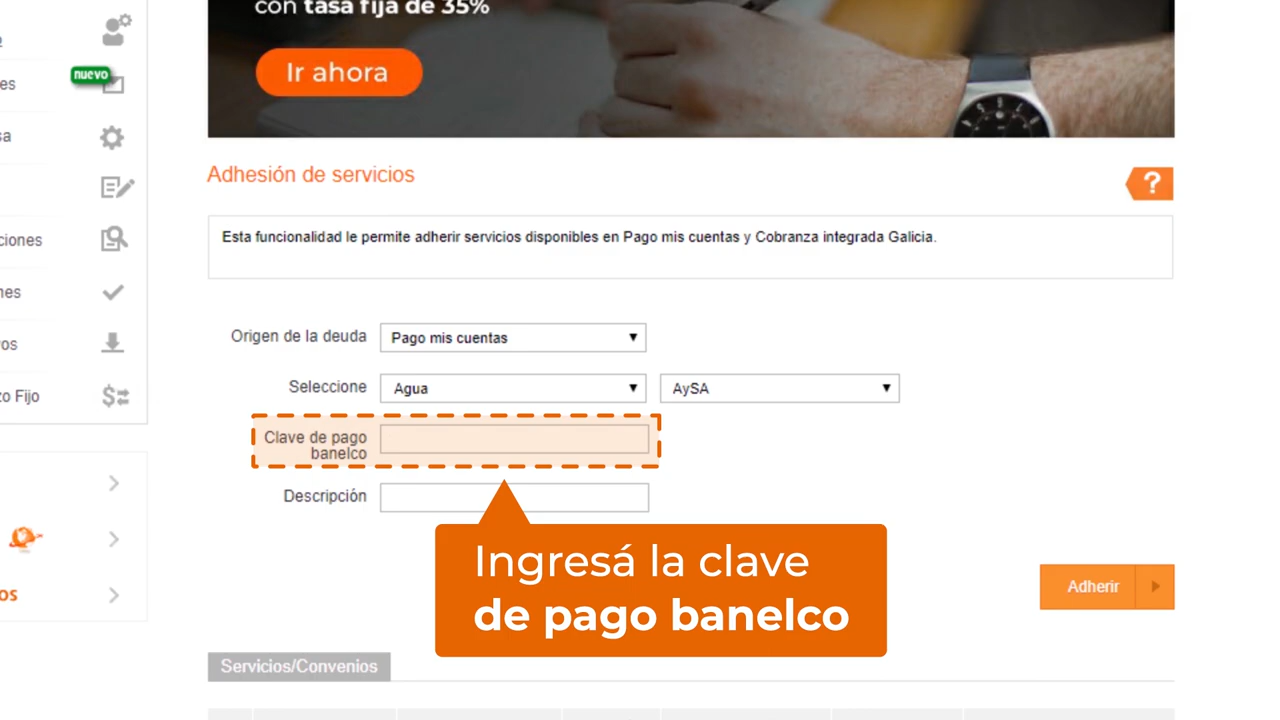 con tasa fija de 35%
Ir ahora
nuevo
Adhesión de servicios
?
Esta funcionalidad le permite adherir servicios disponibles en Pago mis cuentas y Cobranza integrada Galicia.
Origen de la deuda
Pago mis cuentas
Seleccione
Agua
AySA
Clave de pago
banelco
Descripción
Ingresá la clave
de pago banelco
Adherir
Servicios/Convenios
es
sa
ciones
nes
ros
zo Fijo
os